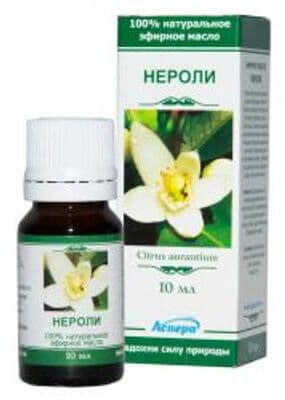 100% натуральное
эфирное масло
НЕРОЛИ
Citrus aurantium
10 мл
Аспера
вдохни силу природы
НЕРОЛИ
100% натуральное
эфирное масло
10 мл